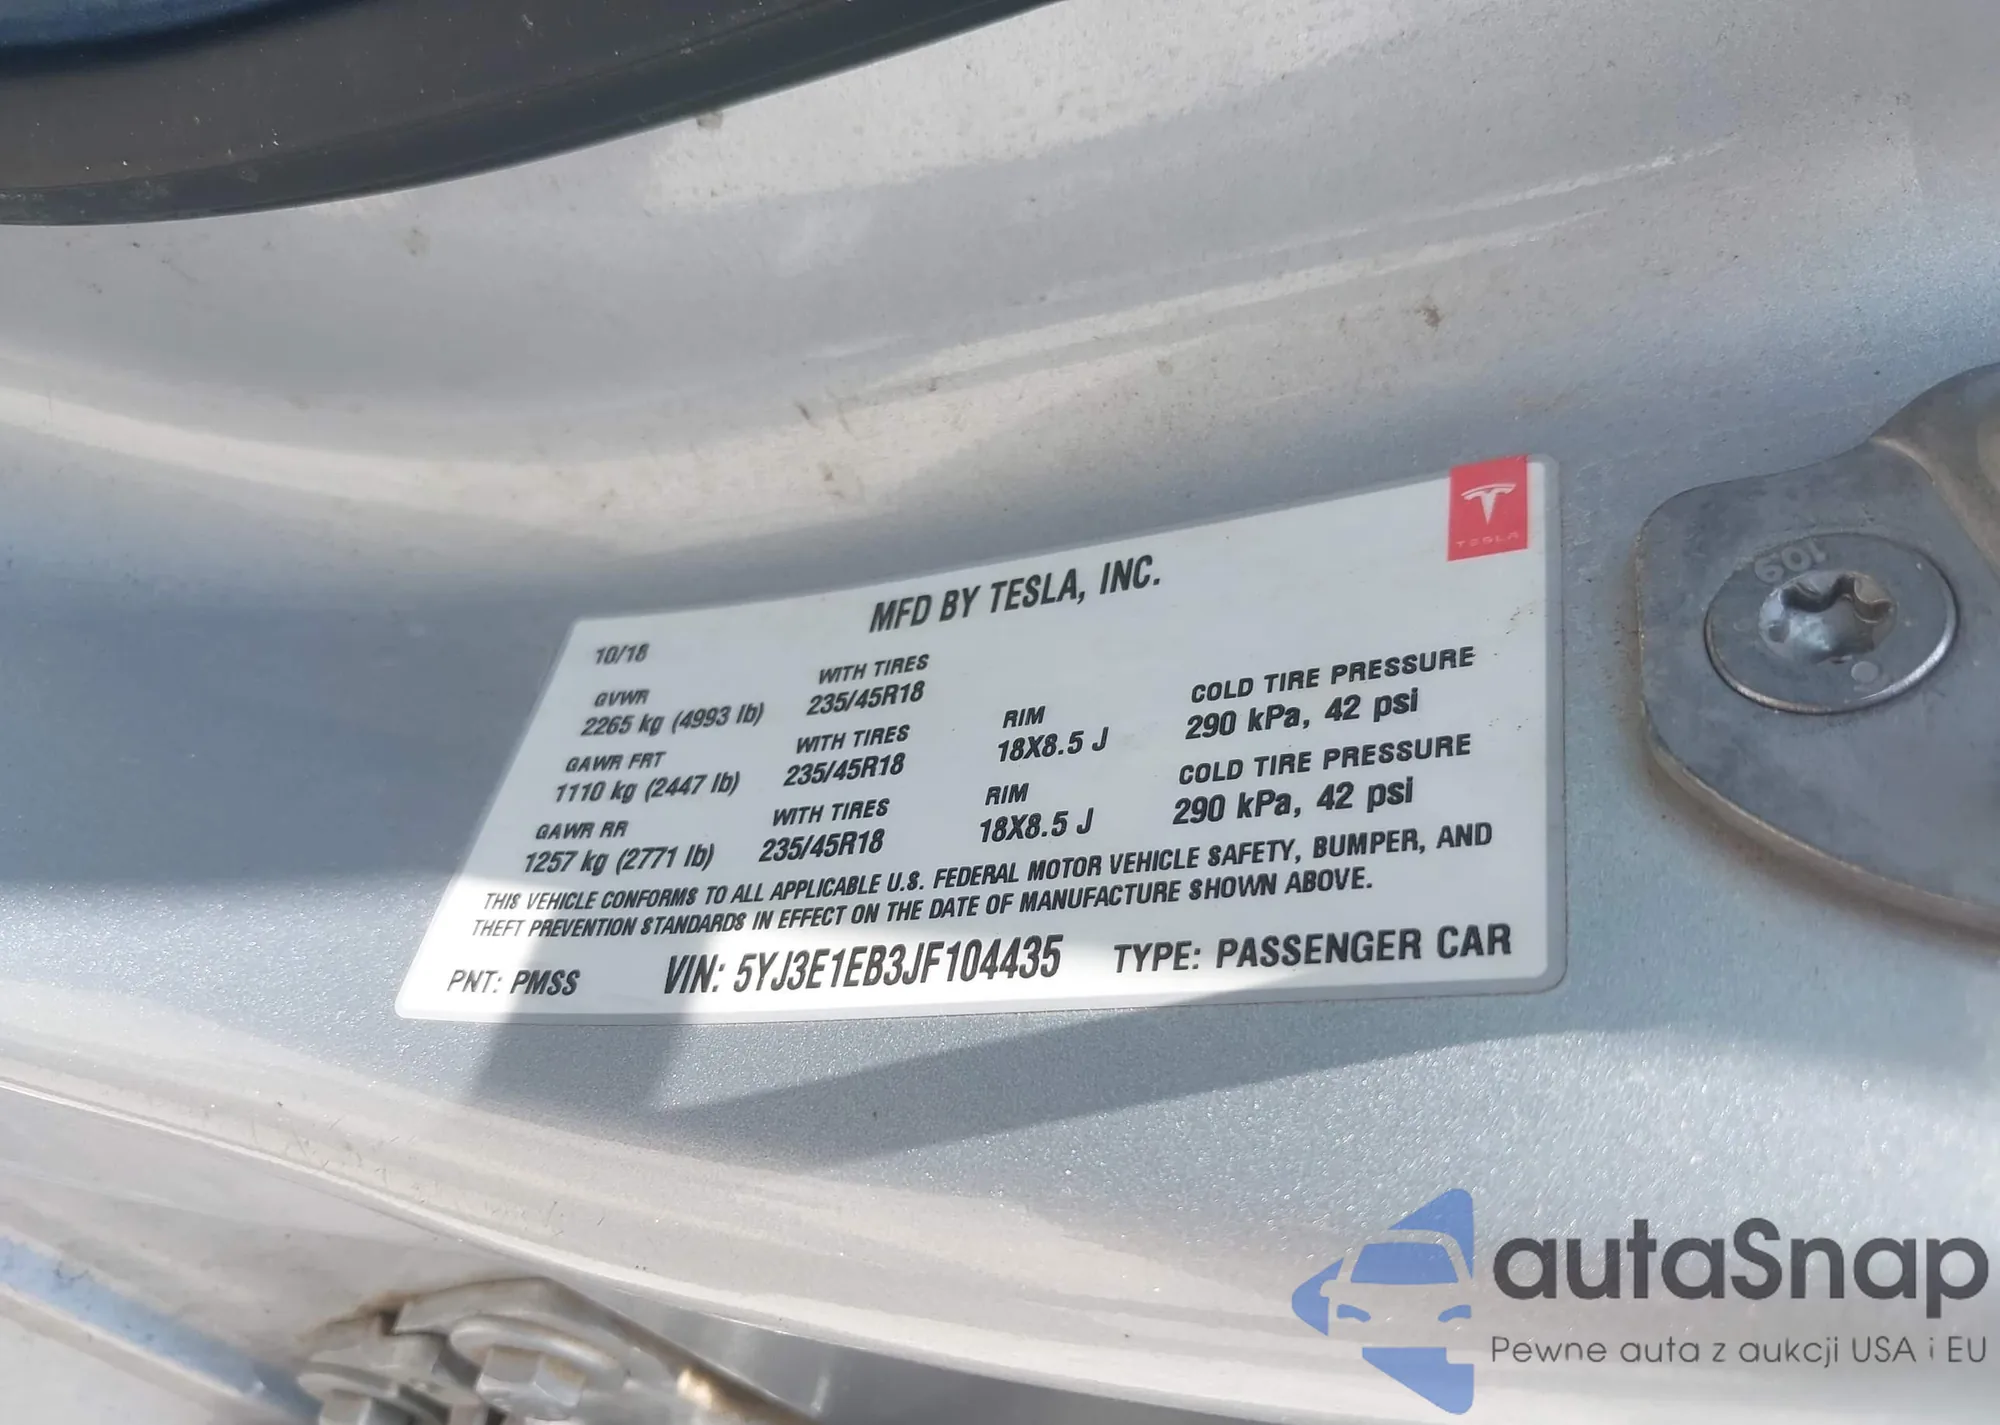 TESLA
MFD BY TESLA, INC.
10/18
GVWR WITH TIRES
2265 kg (4993 lb) 235/45R18
GAWR FRT WITH TIRES RIM COLD TIRE PRESSURE
1110 kg (2447 lb) 235/45R18 18X8.5 J 290 kPa, 42 psi
GAWR RR WITH TIRES RIM COLD TIRE PRESSURE
1257 kg (2771 lb) 235/45R18 18X8.5 J 290 kPa, 42 psi
THIS VEHICLE CONFORMS TO ALL APPLICABLE U.S. FEDERAL MOTOR VEHICLE SAFETY, BUMPER, AND
THEFT PREVENTION STANDARDS IN EFFECT ON THE DATE OF MANUFACTURE SHOWN ABOVE.
PNT: PMSS VIN: 5YJ3E1EB3JF104435 TYPE: PASSENGER CAR
109
autaSnap
Pewne auta z aukcji USA i EU